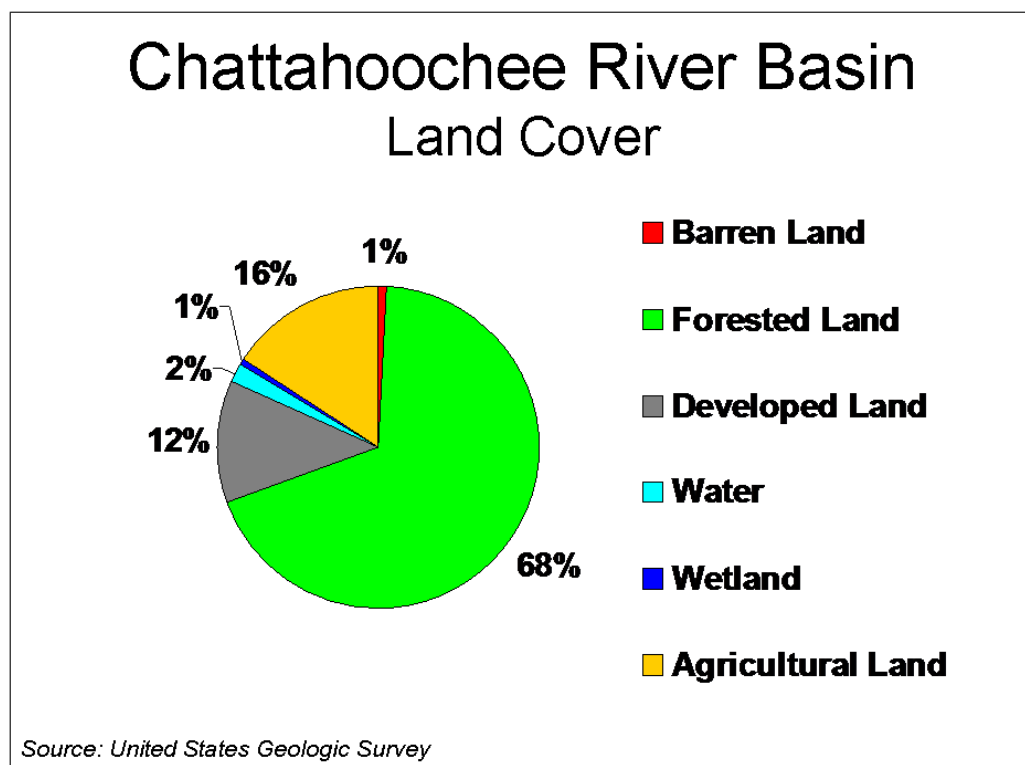 Chattahoochee River Basin
Land Cover
1%
16%
1%
2%
12%
68%
Barren Land
Forested Land
Developed Land
Water
Wetland
Agricultural Land
Source: United States Geologic Survey